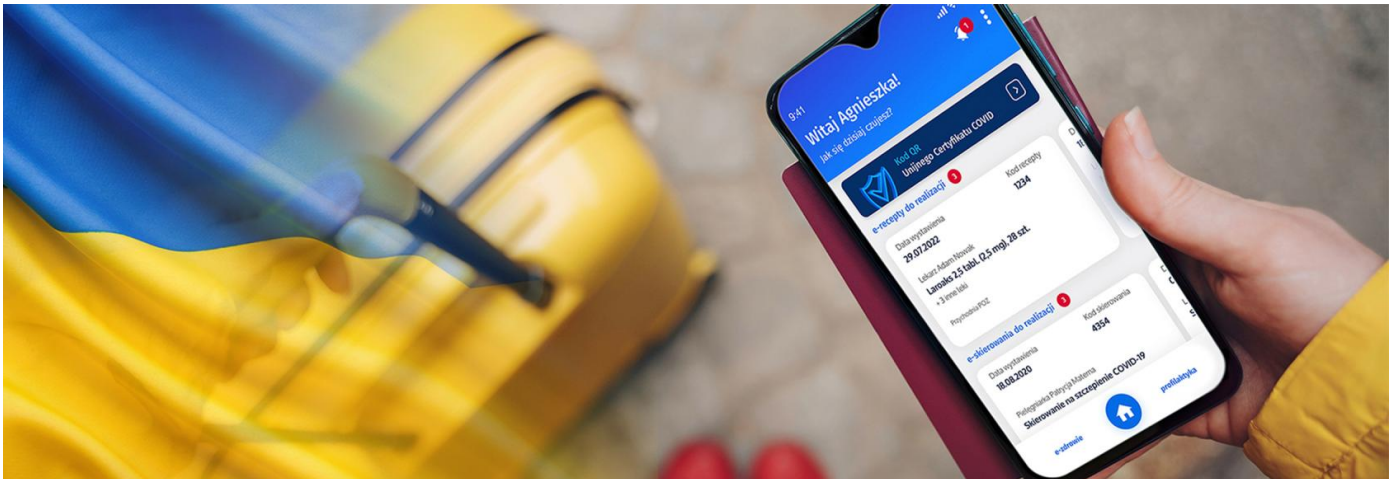 9:41
1
Witaj Agnieszka!
Jak się dzisiaj czujesz?
Kod QR
Unijnego Certyfikatu COVID
e-recepty do realizacji 3
Data wystawienia
Kod recepty
29.07.2022
1234
Lekarz Adam Nowak
Laroaks 2,5 tabl. (2,5 mg), 28 szt.
+ 3 inne leki
Przychodnia POZ
e-skierowania do realizacji 3
Data wystawienia
Kod skierowania
18.08.2020
4354
Pielęgniarka Patrycja Materna
Skierowanie na szczepienie COVID-19
e-zdrowie
profilaktyka